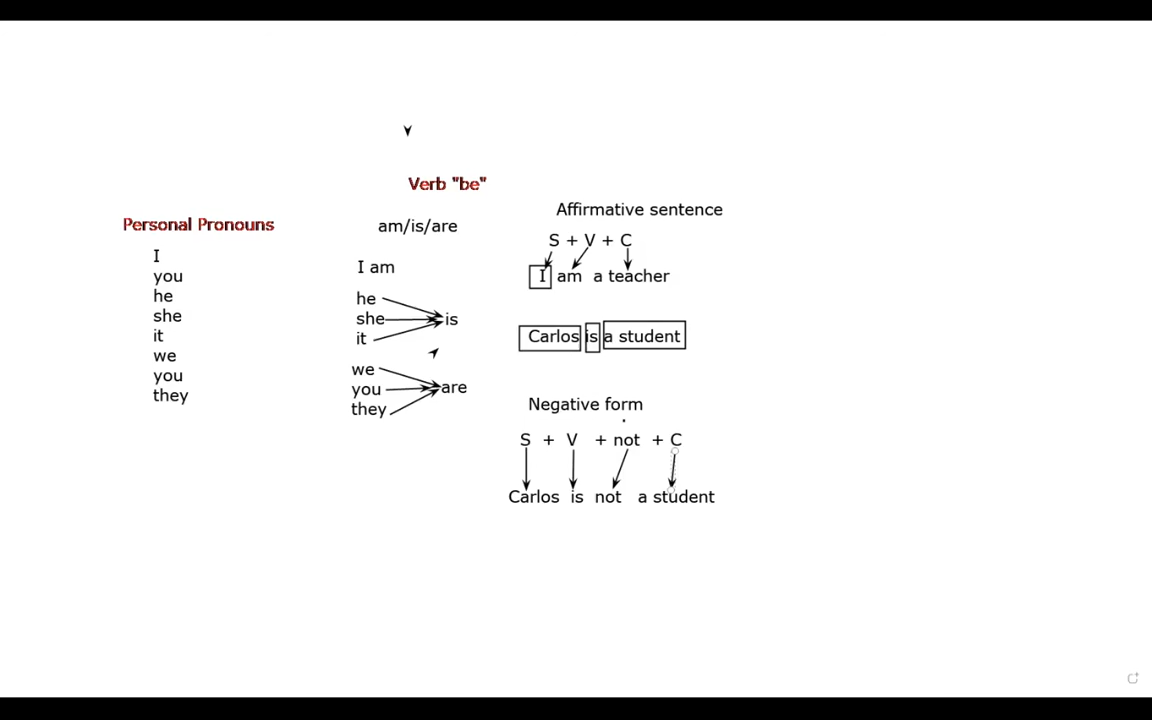 Personal Pronouns
I
you
he
she
it
we
you
they
Verb "be"
am/is/are
I am
he
she
it
is
we
you
they
are
Affirmative sentence
S + V + C
I am a teacher
Carlos is a student
Negative form
S + V + not + C
Carlos is not a student